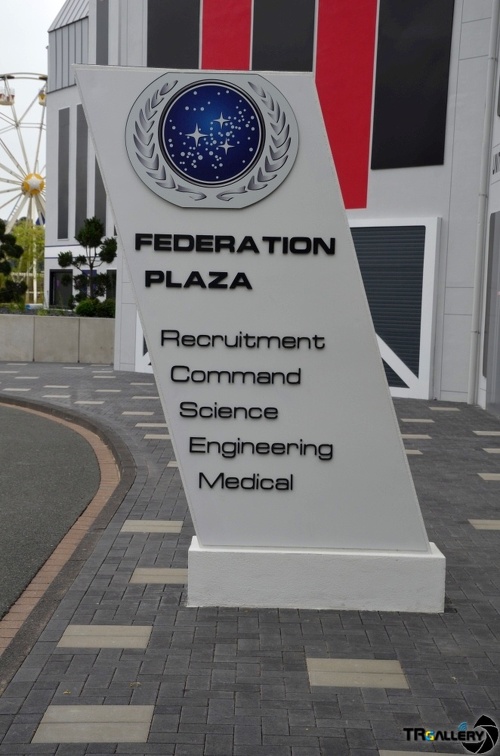 FEDERATION
PLAZA
Recruitment
Command
Science
Engineering
Medical
TRGALLERY